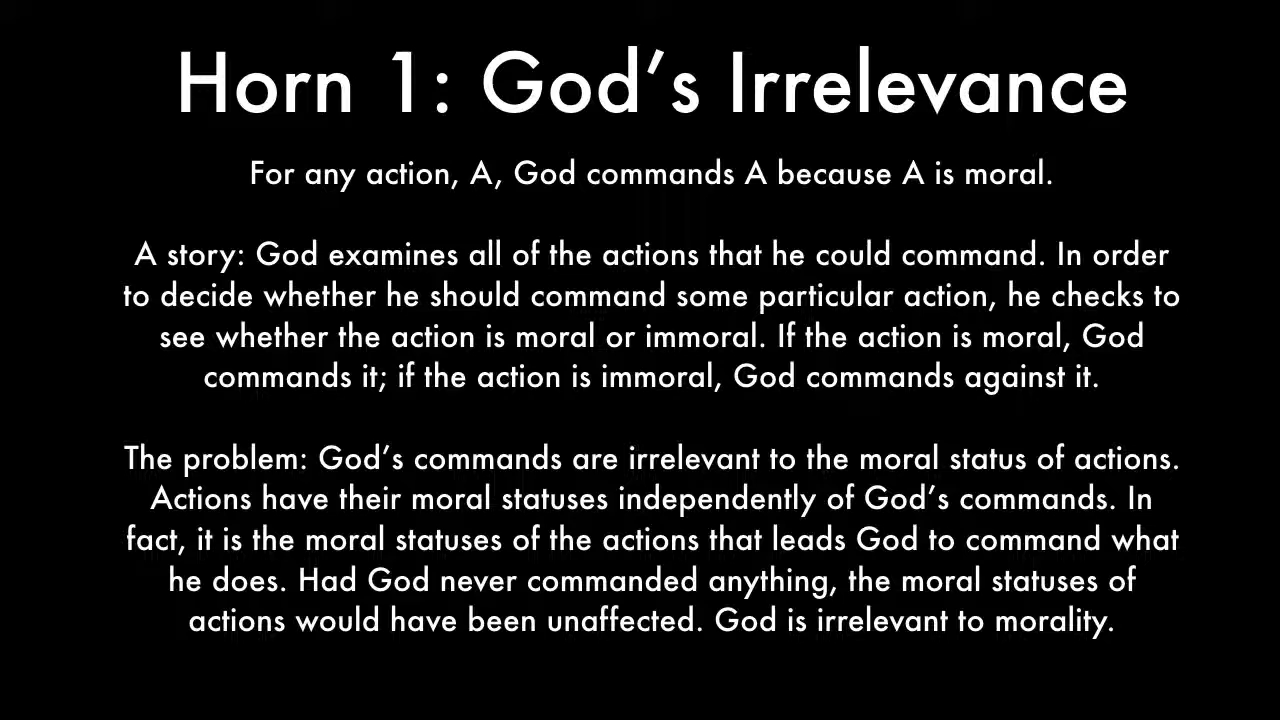 Horn 1: God’s Irrelevance
For any action, A, God commands A because A is moral.
A story: God examines all of the actions that he could command. In order
to decide whether he should command some particular action, he checks to
see whether the action is moral or immoral. If the action is moral, God
commands it; if the action is immoral, God commands against it.
The problem: God’s commands are irrelevant to the moral status of actions.
Actions have their moral statuses independently of God’s commands. In
fact, it is the moral statuses of the actions that leads God to command what
he does. Had God never commanded anything, the moral statuses of
actions would have been unaffected. God is irrelevant to morality.